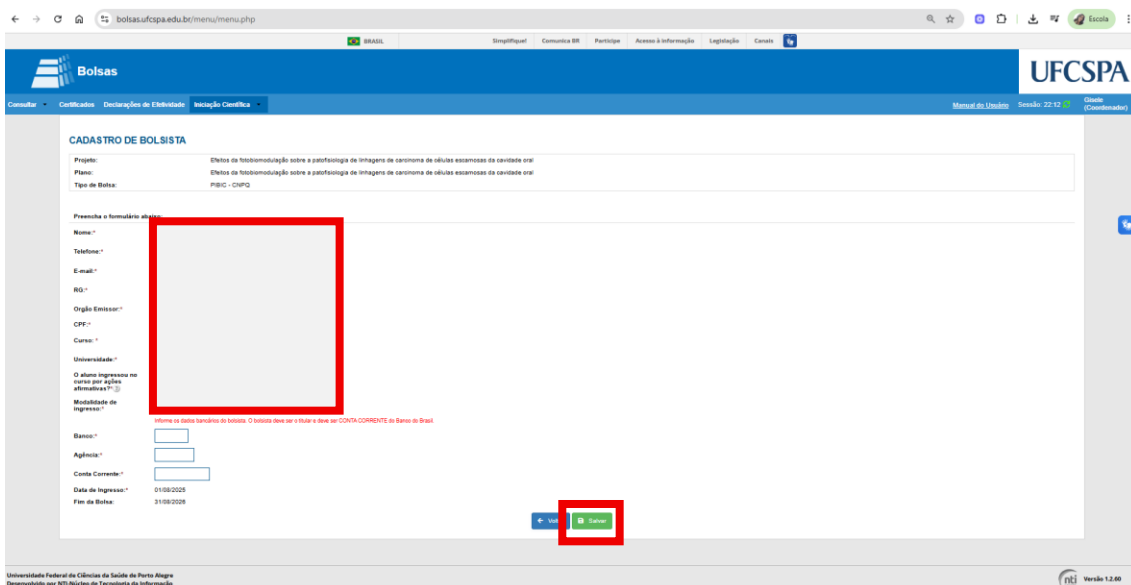 bolsas.ufcspa.edu.br/menu/menu.php
Escola
BRASIL Simplifique! Comunica BR Participe Acesso à Informação Legislação Canais
Bolsas
UFCSPA
Consultar Certificados Declarações de Efetividade Iniciação Científica Manual do Usuário Sessão: 22:12 Gisele (Coordenador)
CADASTRO DE BOLSISTA
Projeto: Efeitos da fotobiomodulação sobre a patofisiologia de linhagens de carcinoma de células escamosas da cavidade oral
Plano: Efeitos da fotobiomodulação sobre a patofisiologia de linhagens de carcinoma de células escamosas da cavidade oral
Tipo de Bolsa: PIBIC - CNPQ
Preencha o formulário abaixo:
Nome:*
Telefone:*
E-mail:*
RG:*
Orgão Emissor:*
CPF:*
Curso: *
Universidade:*
O aluno ingressou no
curso por ações
afirmativas?*
Modalidade de
ingresso:*
Informe os dados bancários do bolsista. O bolsista deve ser o titular e deve ser CONTA CORRENTE do Banco do Brasil.
Banco:*
Agência:*
Conta Corrente:*
Data de Ingresso:* 01/08/2025
Fim da Bolsa: 31/08/2026
Salvar
Universidade Federal de Ciências da Saúde de Porto Alegre
Desenvolvido por NTI-Núcleo de Tecnologia da Informação
nti Versão 1.2.60